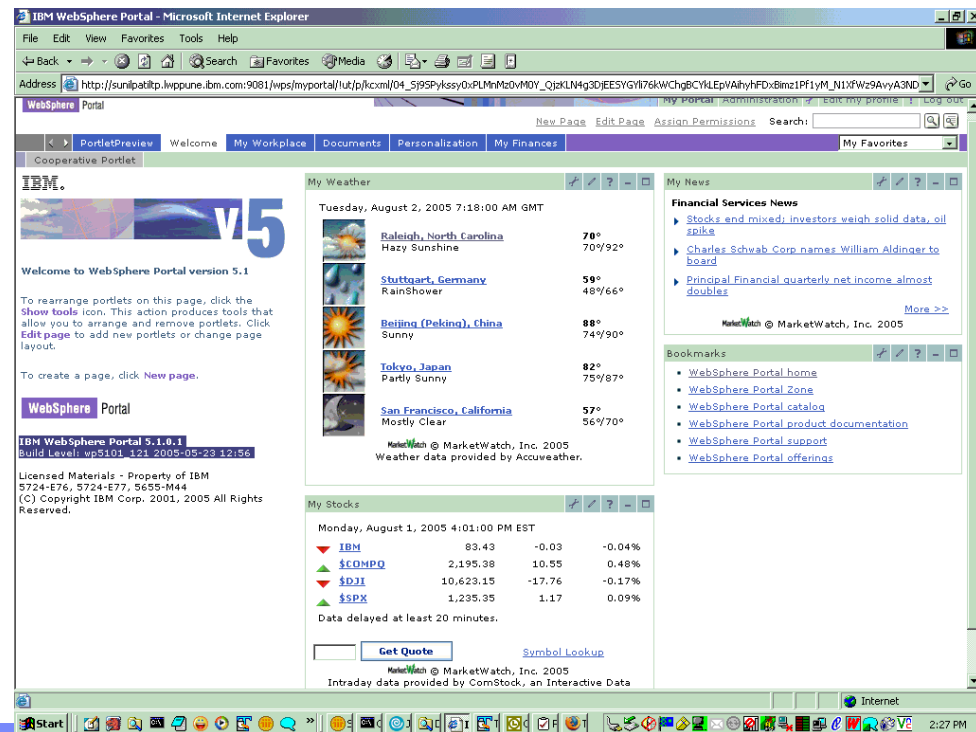 IBM WebSphere Portal - Microsoft Internet Explorer
File Edit View Favorites Tools Help
Back Search Favorites Media
Address http://sunilpatiltp.lwppune.ibm.com:9081/wps/myportal/!ut/p/kcxml/ Go
WebSphere Portal
My Portal Administration Edit my profile ? Log out
New Page Edit Page Assign Permissions Search:
PortletPreview Welcome My Workplace Documents Personalization My Finances My Favorites
Cooperative Portlet
IBM.
V5
Welcome to WebSphere Portal version 5.1
To rearrange portlets on this page, click the
Show tools icon. This action produces tools that
allow you to arrange and remove portlets. Click
Edit page to add new portlets or change page
layout.
To create a page, click New page.
WebSphere Portal
IBM WebSphere Portal 5.1.0.1
Build Level: wp5101_121 2005-05-23 12:56
Licensed Materials - Property of IBM
5724-E76, 5724-E77, 5655-M44
(C) Copyright IBM Corp. 2001, 2005 All Rights
Reserved.
My Weather
Tuesday, August 2, 2005 7:18:00 AM GMT
Raleigh, North Carolina 70°
Hazy Sunshine 70°/92°
Stuttgart, Germany 59°
RainShower 48°/66°
Beijing (Peking), China 88°
Sunny 74°/90°
Tokyo, Japan 82°
Partly Sunny 75°/87°
San Francisco, California 57°
Mostly Clear 56°/70°
MarketWatch © MarketWatch, Inc. 2005
Weather data provided by Accuweather.
My Stocks
Monday, August 1, 2005 4:01:00 PM EST
IBM 83.43 -0.03 -0.04%
$COMPQ 2,195.38 10.55 0.48%
$DJI 10,623.15 -17.76 -0.17%
$SPX 1,235.35 1.17 0.09%
Data delayed at least 20 minutes.
Get Quote Symbol Lookup
MarketWatch © MarketWatch, Inc. 2005
Intraday data provided by ComStock, an Interactive Data
My News
Financial Services News
Stocks end mixed; investors weigh solid data, oil
spike
Charles Schwab Corp names William Aldinger to
board
Principal Financial quarterly net income almost
doubles
More >>
MarketWatch © MarketWatch, Inc. 2005
Bookmarks
WebSphere Portal home
WebSphere Portal Zone
WebSphere Portal catalog
WebSphere Portal product documentation
WebSphere Portal support
WebSphere Portal offerings
Internet
Start 2:27 PM